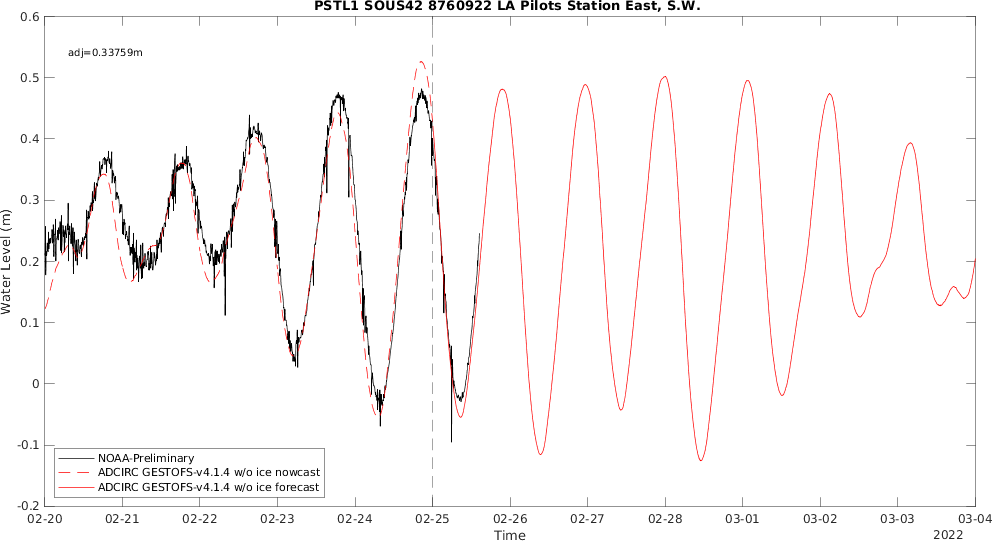 PSTL1 SOUS42 8760922 LA Pilots Station East, S.W.
adj=0.33759m
0.6
0.5
0.4
0.3
0.2
0.1
0
-0.1
-0.2
Water Level (m)
NOAA-Preliminary
ADCIRC GESTOFS-v4.1.4 w/o ice nowcast
ADCIRC GESTOFS-v4.1.4 w/o ice forecast
02-20 02-21 02-22 02-23 02-24 02-25 02-26 02-27 02-28 03-01 03-02 03-03 03-04
Time
2022